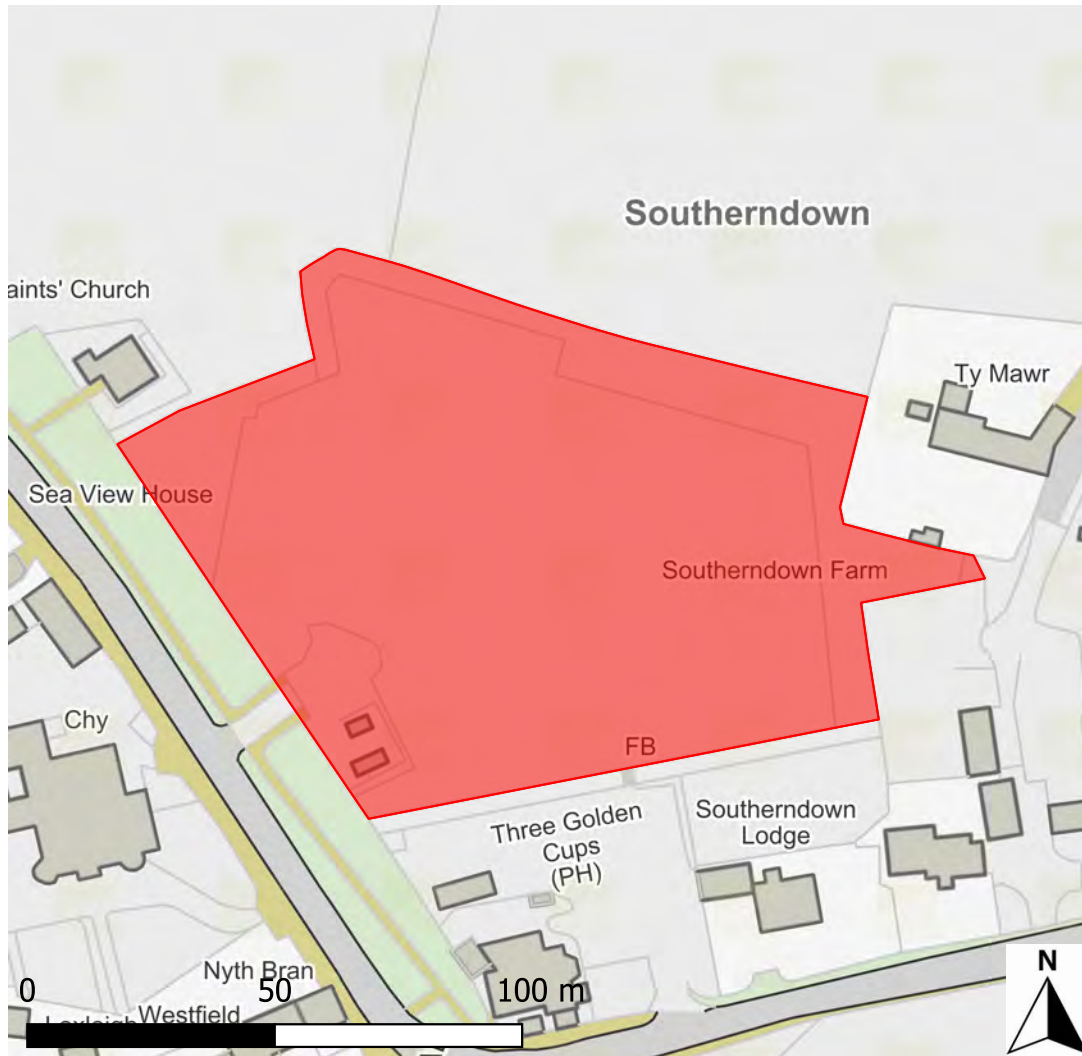 Southerndown
aints' Church
Ty Mawr
Sea View House
Southerndown Farm
Chy
FB
Three Golden
Cups
(PH)
Southerndown
Lodge
Nyth Bran
Westfield
0 50 100 m
N